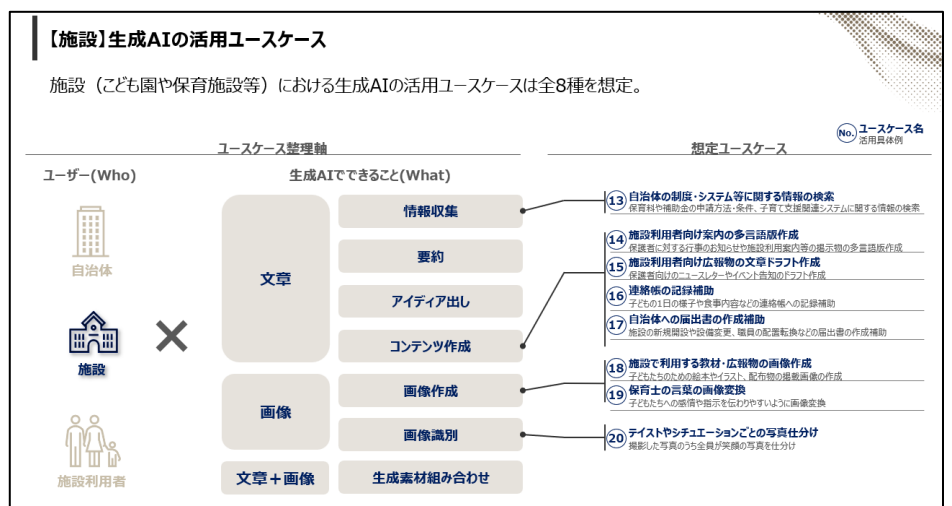 【施設】生成AIの活用ユースケース
施設（こども園や保育施設等）における生成AIの活用ユースケースは全8種を想定。
No. ユースケース名
活用具体例
ユースケース整理軸
想定ユースケース
ユーザー(Who)
生成AIでできること(What)
自治体
施設
施設利用者
×
文章
情報収集
要約
アイディア出し
コンテンツ作成
画像
画像作成
画像識別
文章＋画像
生成素材組み合わせ
13 自治体の制度・システム等に関する情報の検索
保育料や補助金の申請方法・条件、子育て支援関連システムに関する情報の検索
14 施設利用者向け案内の多言語版作成
保護者に対する行事のお知らせや施設利用案内等の掲示物の多言語版作成
15 施設利用者向け広報物の文章ドラフト作成
保護者向けのニュースレターやイベント告知のドラフト作成
16 連絡帳の記録補助
子どもの1日の様子や食事内容などの連絡帳への記録補助
17 自治体への届出書の作成補助
施設の新規開設や設備変更、職員の配置転換などの届出書の作成補助
18 施設で利用する教材・広報物の画像作成
子どもたちのための絵本やイラスト、配布物の掲載画像の作成
19 保育士の言葉の画像変換
子どもたちへの感情や指示を伝わりやすいように画像変換
20 テイストやシチュエーションごとの写真仕分け
撮影した写真のうち全員が笑顔の写真を仕分け